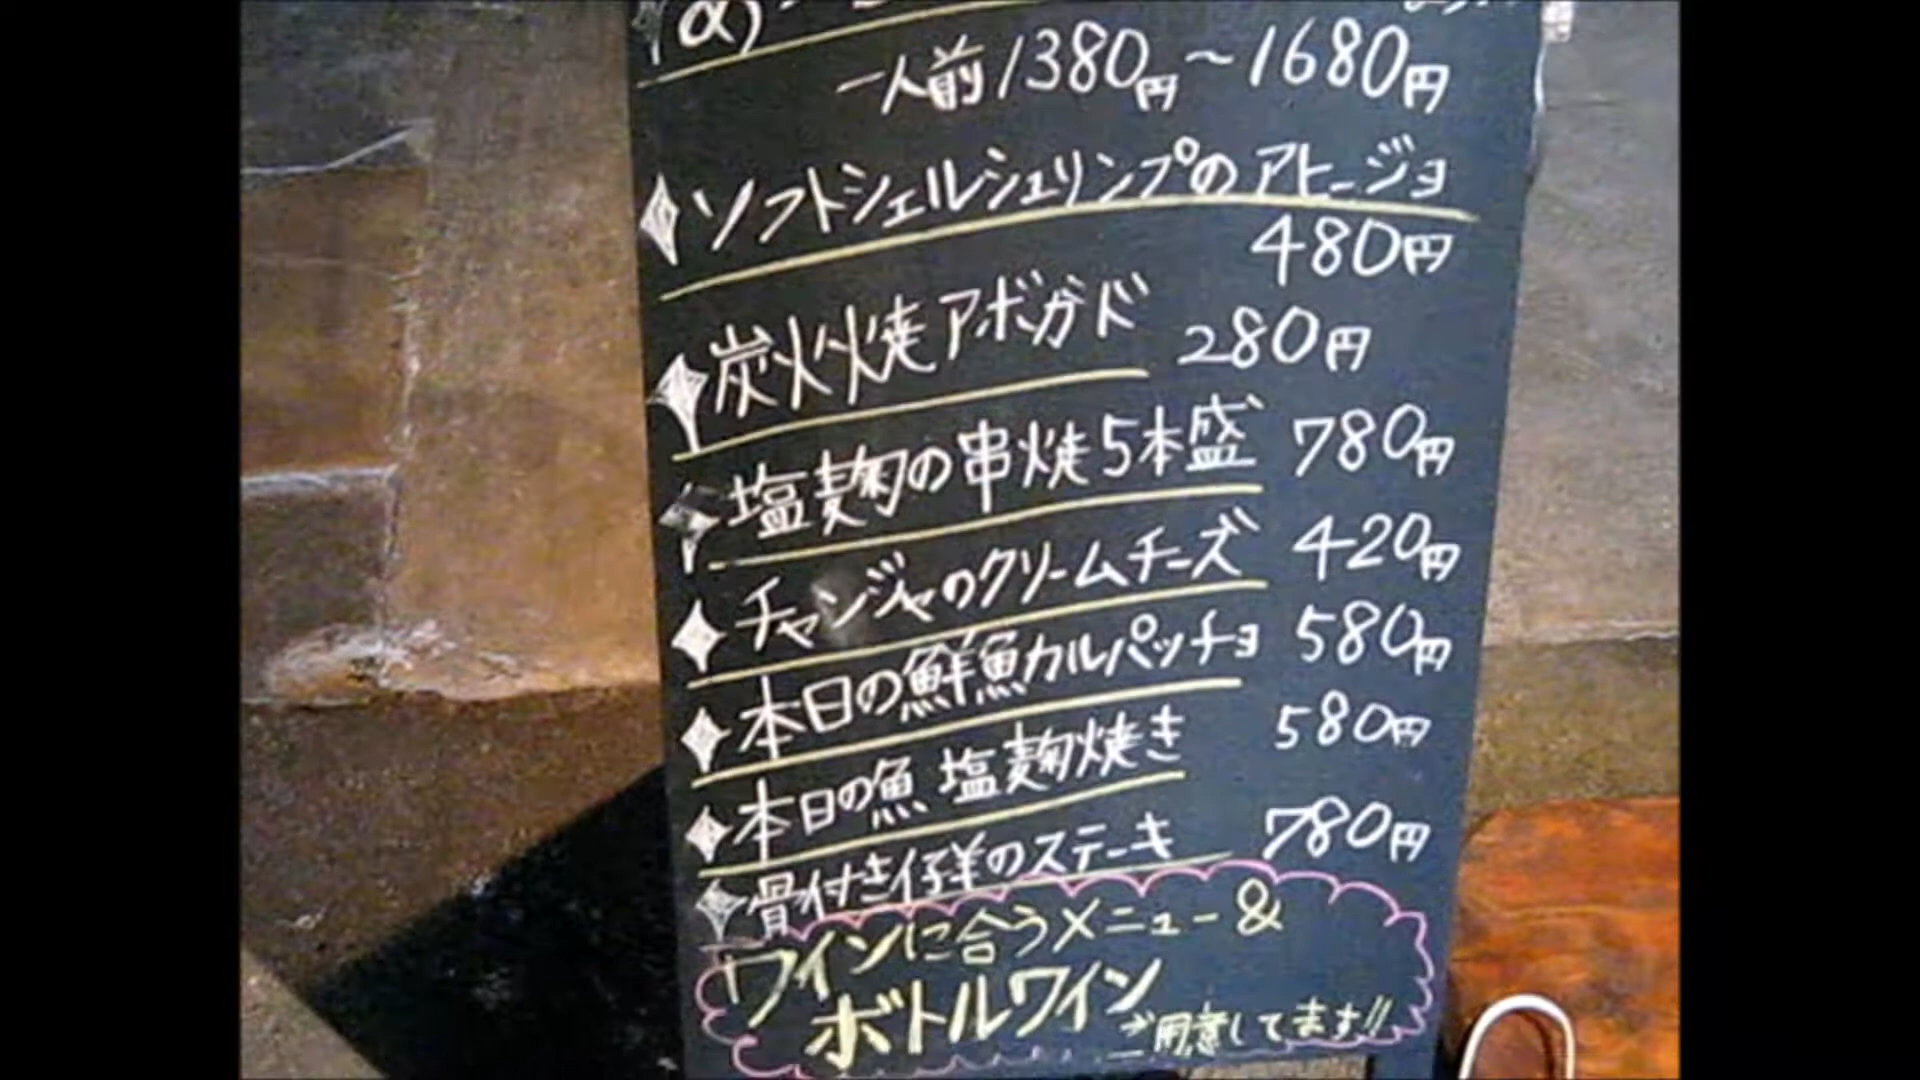 一人前1380円~1680円
ソフトシェルシュリンプのアヒージョ
480円
炭火焼アボガド 280円
塩麹の串焼5本盛 780円
チャンジャのクリームチーズ 420円
本日の鮮魚カルパッチョ 580円
本日の魚 塩麹焼き 580円
骨付き仔羊のステーキ 780円
ワインに合うメニュー&
ボトルワイン
ご用意してます!!